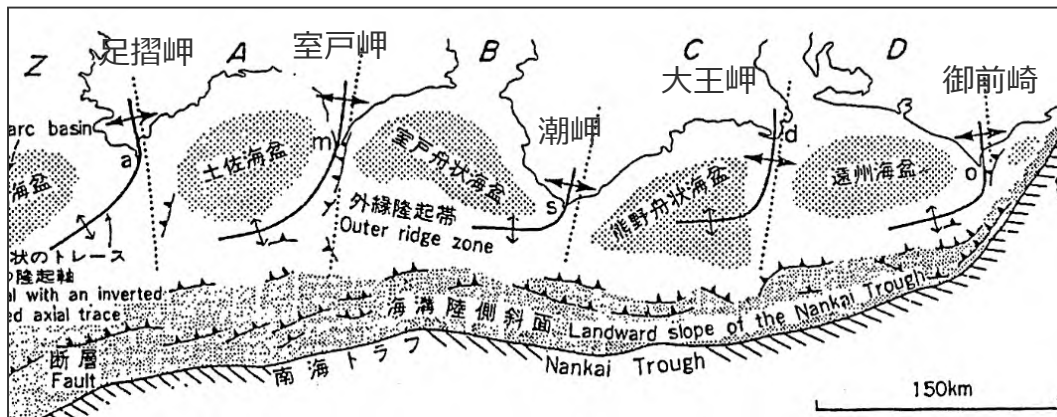 Z
足摺岬
A
室戸岬
B
C
大王岬
D
御前崎
潮岬
arc basin
海盆
a
土佐海盆
m
室戸舟状海盆
s
熊野舟状海盆
d
遠州海盆
o
外縁隆起帯
Outer ridge zone
状のトレース
の隆起軸
al with an inverted
ed axial trace
断層
Fault
海溝陸側斜面 Landward slope of the Nankai Trough
南海トラフ
Nankai Trough
150km